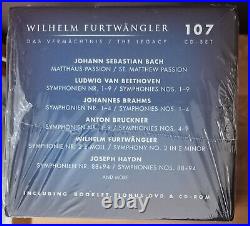 WILHELM FURTWÄNGLER 107
DAS VERMÄCHTNIS / THE LEGACY CD-SET
JOHANN SEBASTIAN BACH
MATTHÄUS PASSION / ST. MATTHEW PASSION
LUDWIG VAN BEETHOVEN
SYMPHONIEN NR. 1-9 / SYMPHONIES NOS. 1-9
JOHANNES BRAHMS
SYMPHONIEN NR. 1-4 / SYMPHONIES NOS. 1-4
ANTON BRUCKNER
SYMPHONIEN NR. 4-9 / SYMPHONIES NOS. 4-9
WILHELM FURTWÄNGLER
SYMPHONIE NR. 2 E-MOLL / SYMPHONY NO. 2 IN E MINOR
JOSEPH HAYDN
SYMPHONIEN NR. 88+94 / SYMPHONIES NOS. 88+94
AND MORE
INCLUDING BOOKLET, BONUS-DVD & CD-ROM